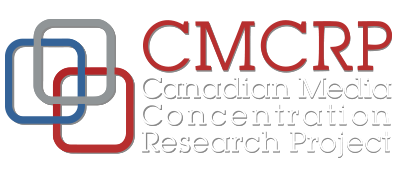 CMCRP
Canadian Media
Concentration
Research Project